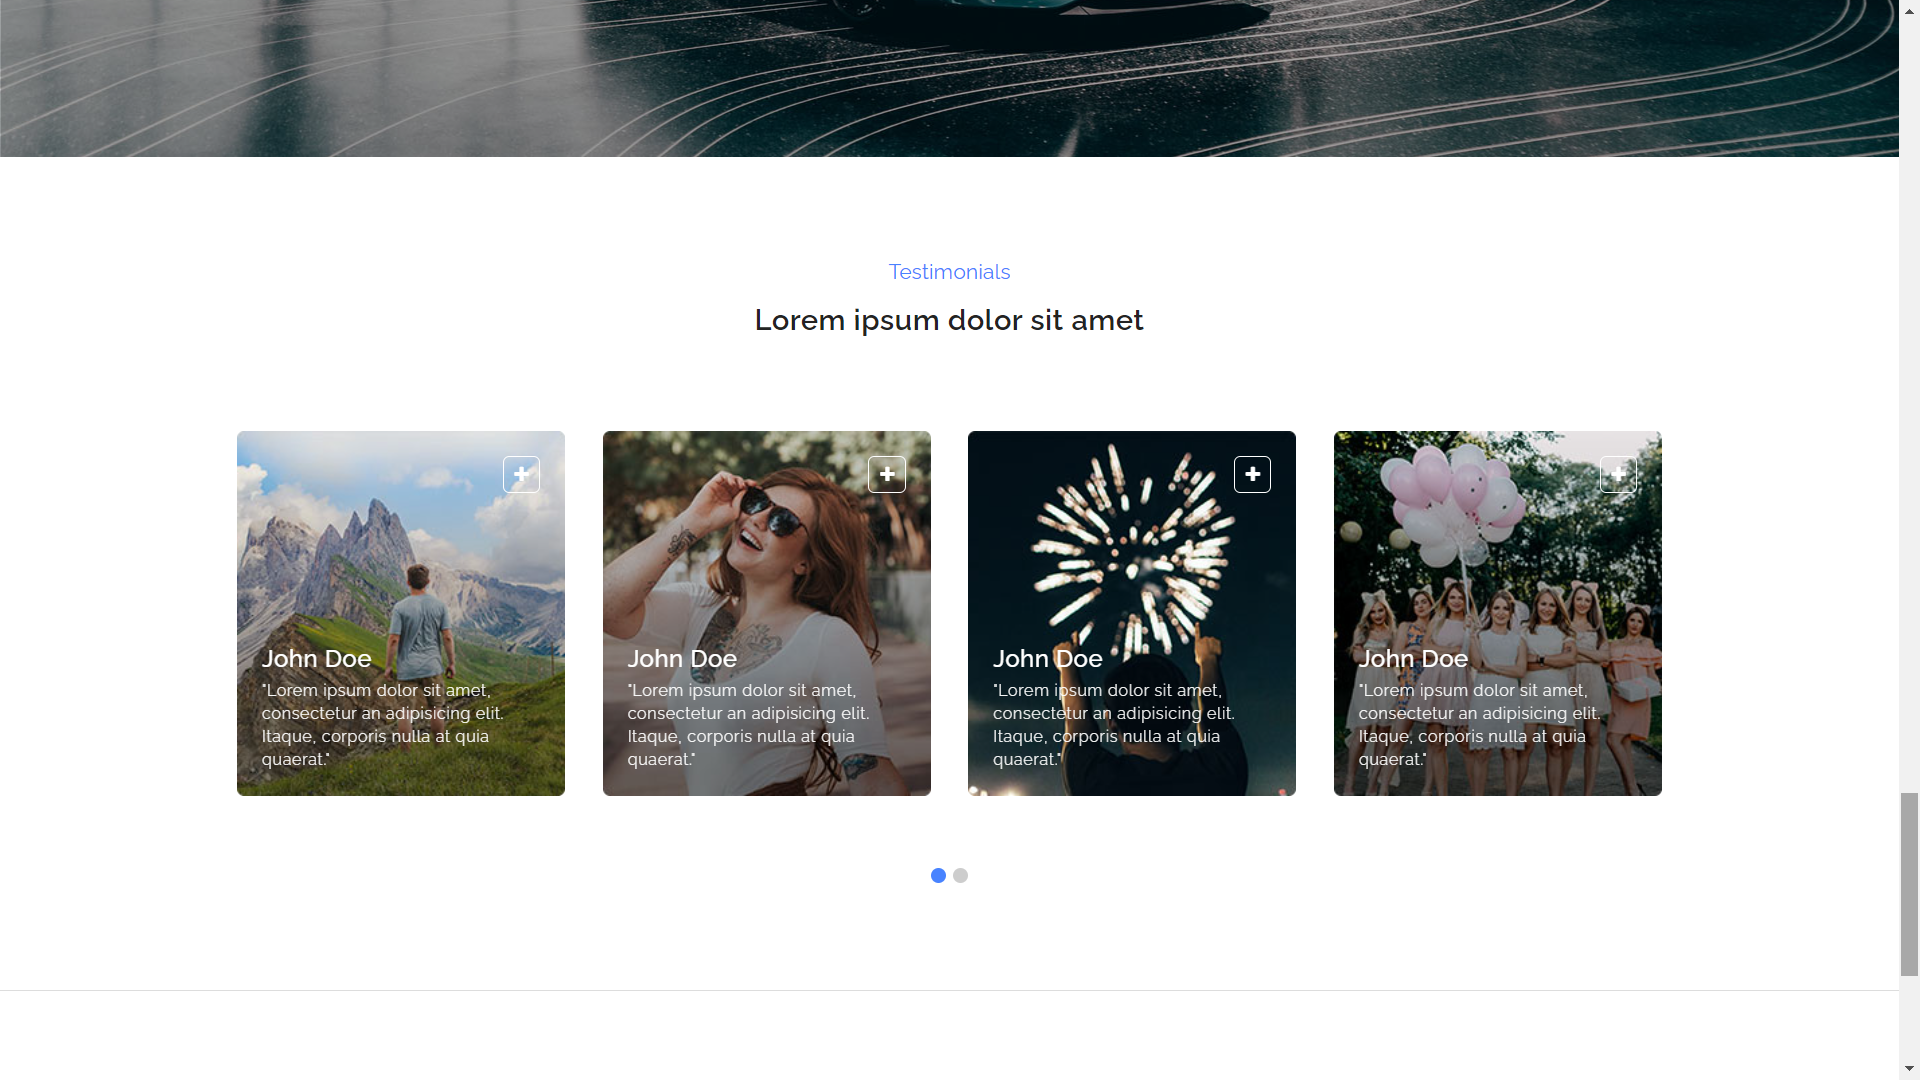 Testimonials
Lorem ipsum dolor sit amet
John Doe
"Lorem ipsum dolor sit amet,
consectetur an adipisicing elit.
Itaque, corporis nulla at quia
quaerat."
John Doe
"Lorem ipsum dolor sit amet,
consectetur an adipisicing elit.
Itaque, corporis nulla at quia
quaerat."
John Doe
"Lorem ipsum dolor sit amet,
consectetur an adipisicing elit.
Itaque, corporis nulla at quia
quaerat."
John Doe
"Lorem ipsum dolor sit amet,
consectetur an adipisicing elit.
Itaque, corporis nulla at quia
quaerat."